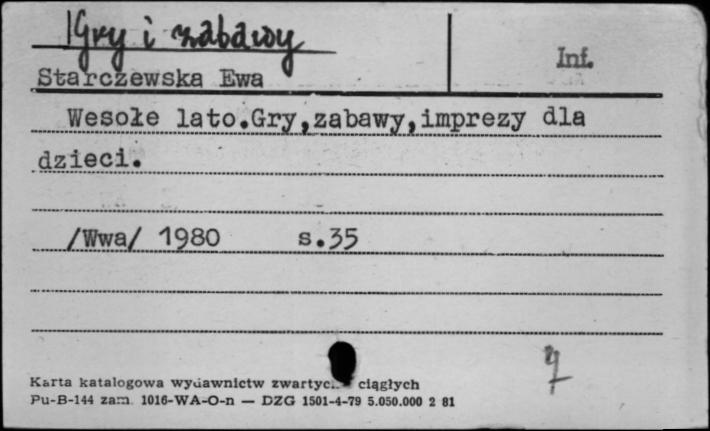 Gry i zabawy
Inf.
Starczewska Ewa
Wesołe lato.Gry,zabawy,imprezy dla
dzieci.
/Wwa/ 1980 s.35
Karta katalogowa wydawnictw zwartych ciągłych
Pu-B-144 zam. 1016-WA-O-n — DZG 1501-4-79 5.050.000 2 81